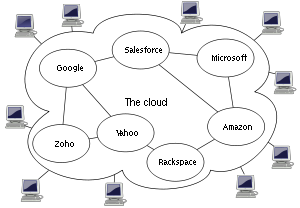 Salesforce
Microsoft
Google
The cloud
Amazon
Yahoo
Zoho
Rackspace